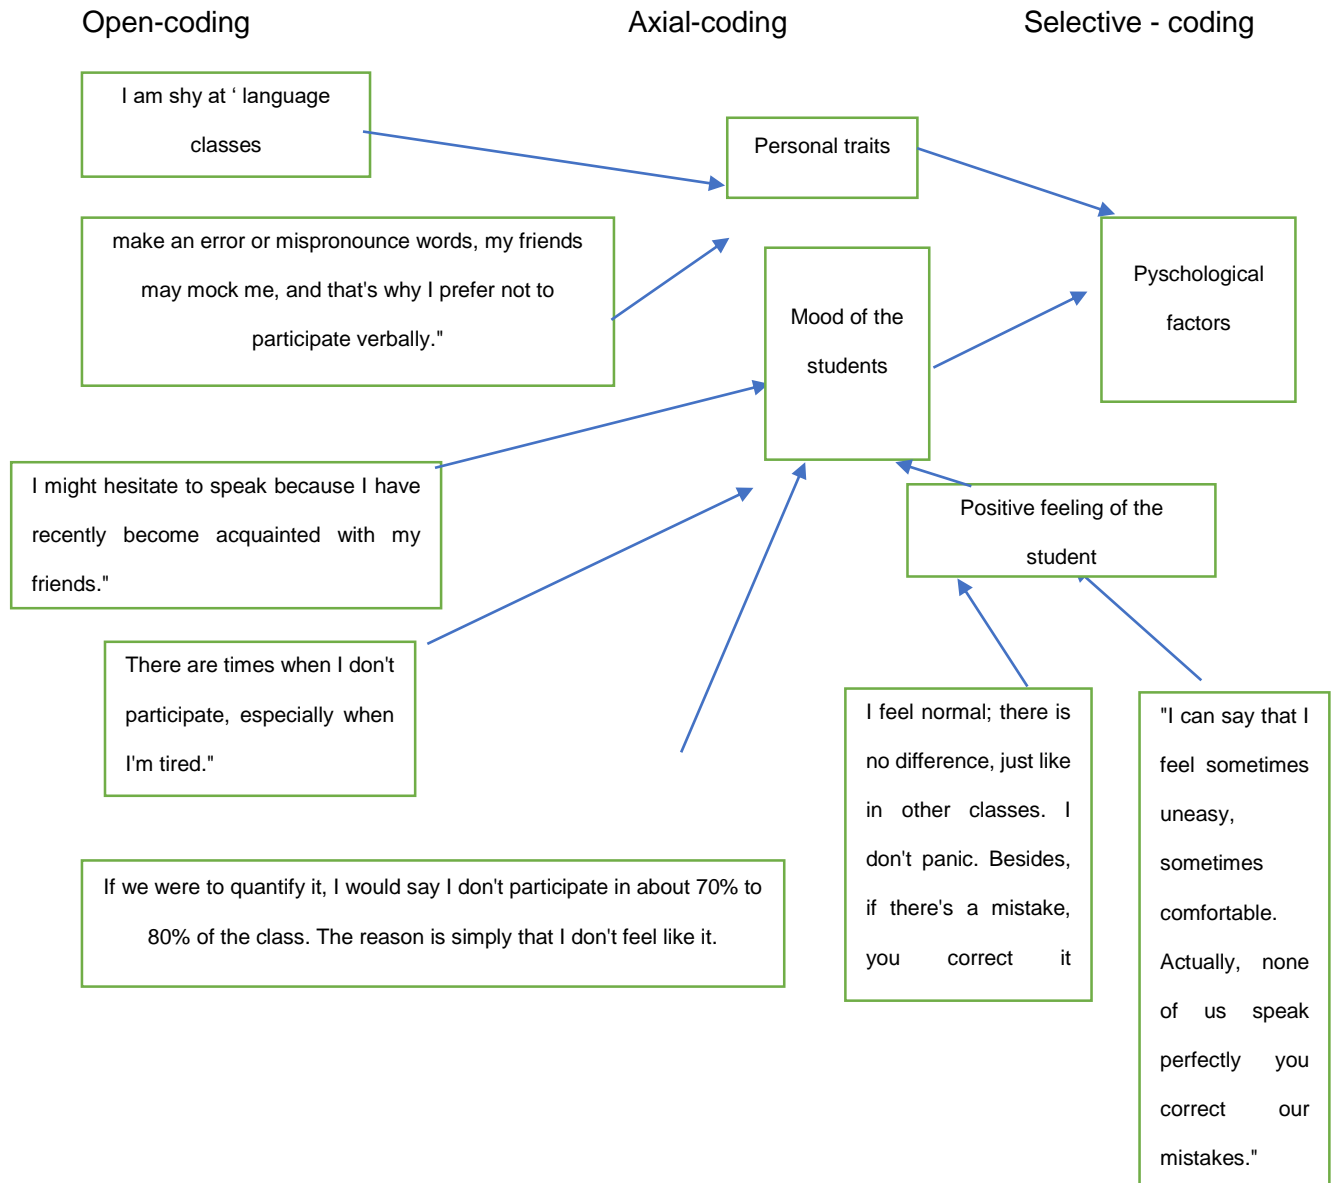 Open-coding
Axial-coding
Selective - coding
I am shy at ‘ language
classes
Personal traits
make an error or mispronounce words, my friends
may mock me, and that's why I prefer not to
participate verbally."
Mood of the
students
Pyschological
factors
I might hesitate to speak because I have
recently become acquainted with my
friends."
Positive feeling of the
student
There are times when I don't
participate, especially when
I'm tired."
If we were to quantify it, I would say I don't participate in about 70% to
80% of the class. The reason is simply that I don't feel like it.
I feel normal; there is
no difference, just like
in other classes. I
don't panic. Besides,
if there's a mistake,
you correct it
"I can say that I
feel sometimes
uneasy,
sometimes
comfortable.
Actually, none
of us speak
perfectly you
correct our
mistakes."